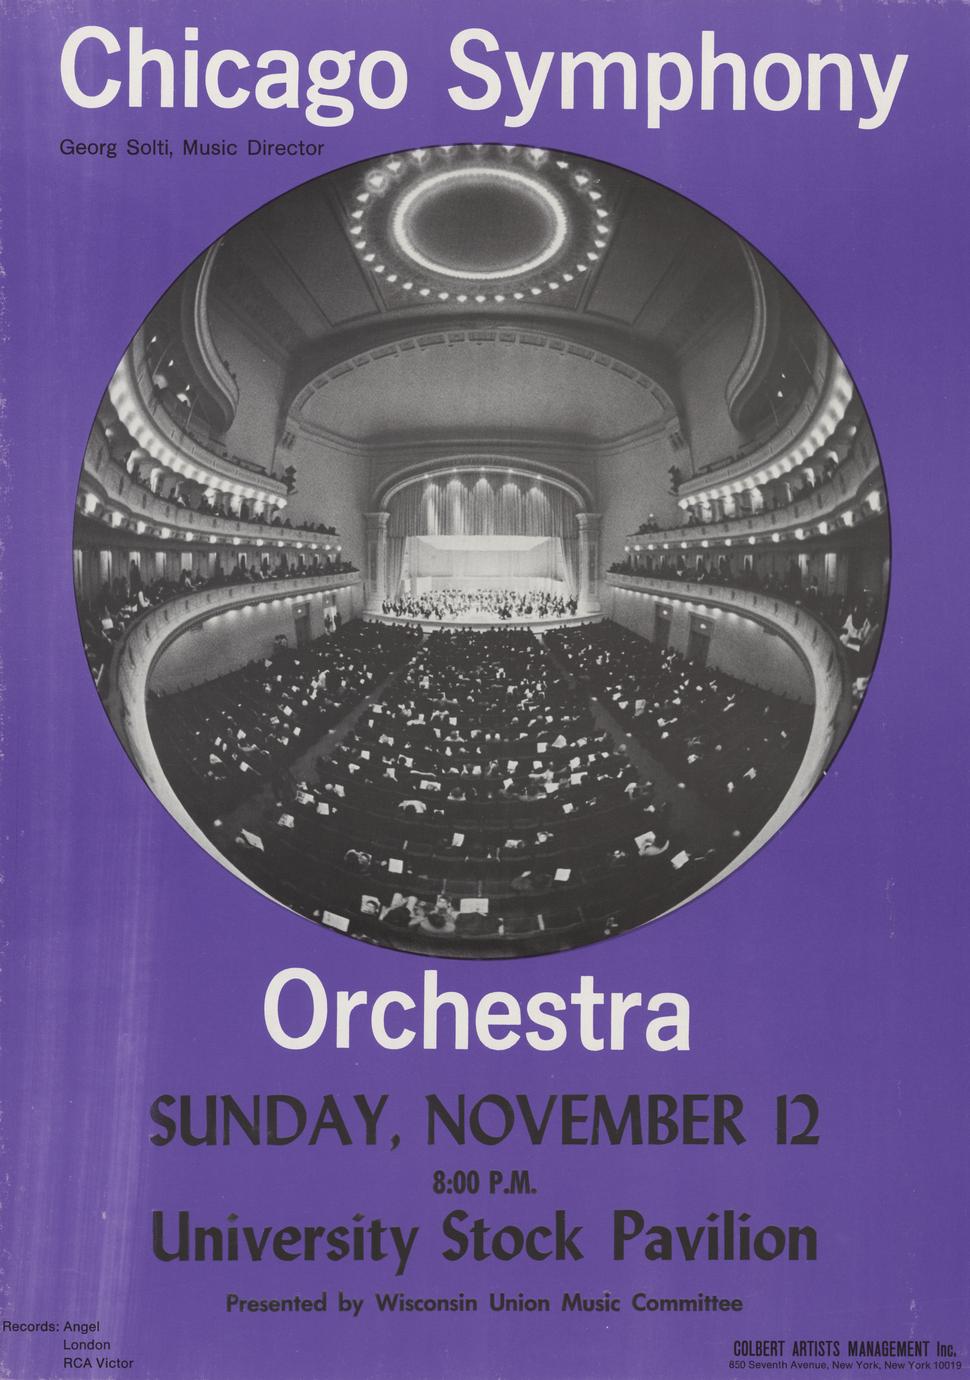 Chicago Symphony
Georg Solti, Music Director
Orchestra
SUNDAY, NOVEMBER 12
8:00 P.M.
University Stock Pavilion
Presented by Wisconsin Union Music Committee
Records: Angel
London
RCA Victor
COLBERT ARTISTS MANAGEMENT Inc.
850 Seventh Avenue, New York, New York 10019